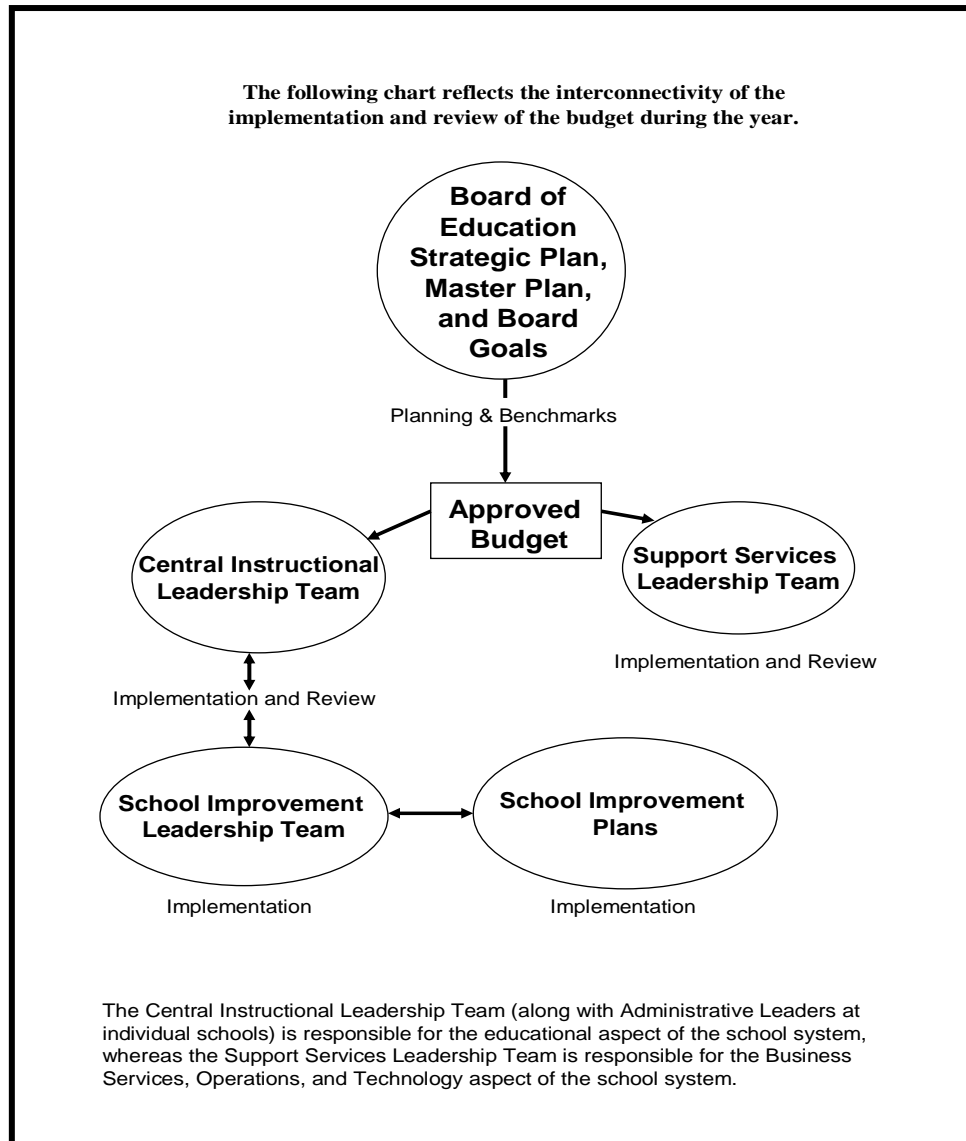 The following chart reflects the interconnectivity of the
implementation and review of the budget during the year.
Board of
Education
Strategic Plan,
Master Plan,
and Board
Goals
Planning & Benchmarks
Approved
Budget
Central Instructional
Leadership Team
Support Services
Leadership Team
Implementation and Review
Implementation and Review
School Improvement
Leadership Team
School Improvement
Plans
Implementation
Implementation
The Central Instructional Leadership Team (along with Administrative Leaders at
individual schools) is responsible for the educational aspect of the school system,
whereas the Support Services Leadership Team is responsible for the Business
Services, Operations, and Technology aspect of the school system.